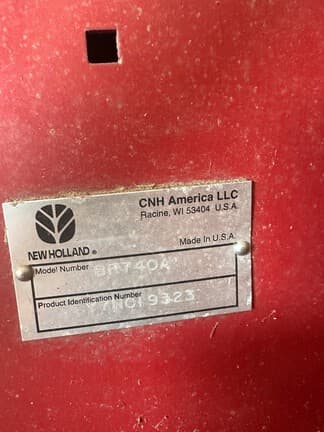 CNH America LLC
Racine, WI 53404 U.S.A.
NEW HOLLAND ®
Made In U.S.A.
Model Number BR740A
Product Identification Number